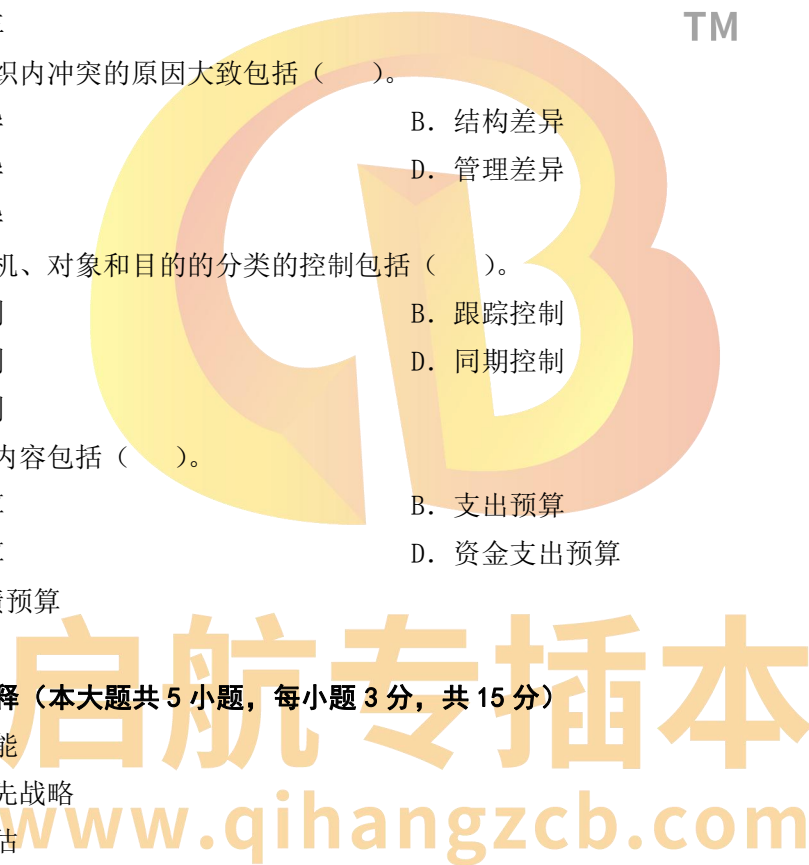 TM
织内冲突的原因大致包括（　）。
B. 结构差异
D. 管理差异
机、对象和目的的分类的控制包括（　）。
B. 跟踪控制
D. 同期控制
内容包括（　）。
B. 支出预算
D. 资金支出预算
预算
释（本大题共 5 小题，每小题 3 分，共 15 分）
能
先战略
估
启航专插本
www.qihangzcb.com